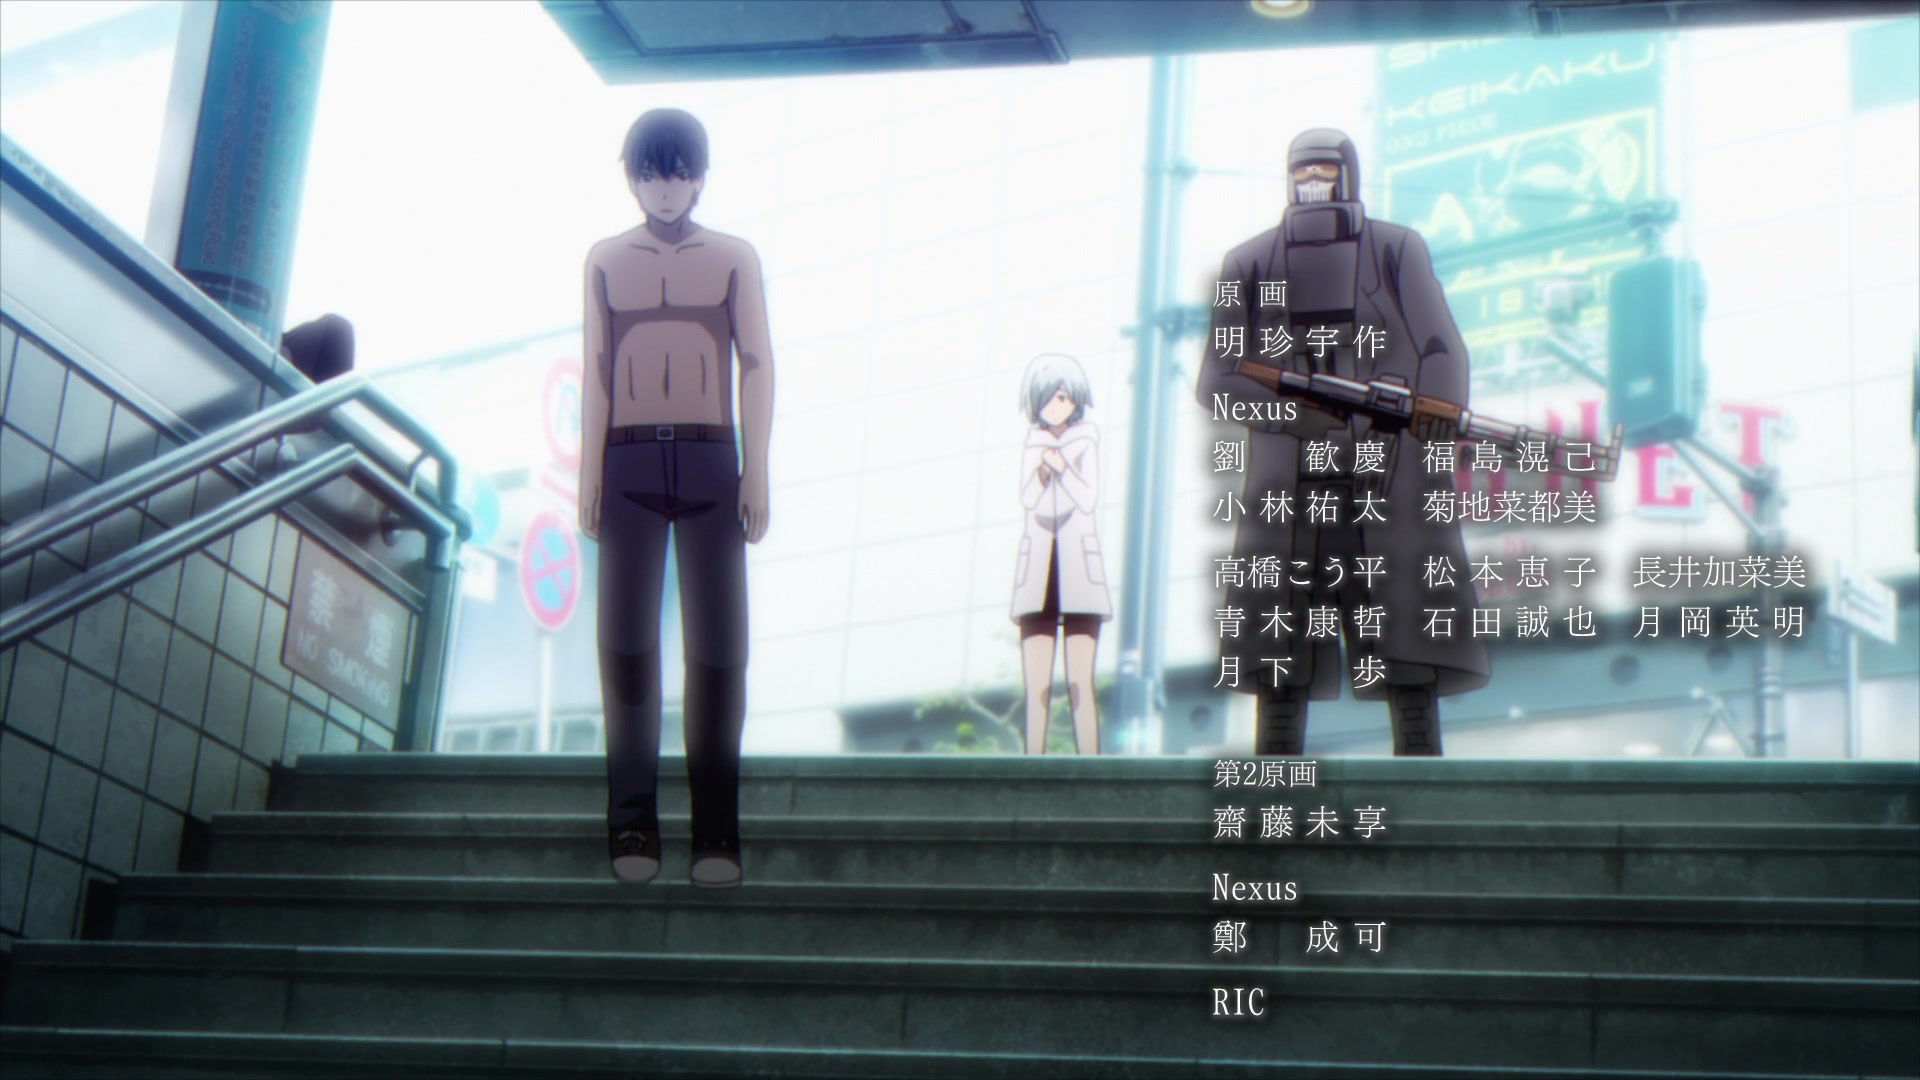 KEIKAKU
禁煙
NO SMOKING
原画
明珍宇作
Nexus
劉　歓慶　福島滉己
小林祐太　菊地菜都美
高橋こう平　松本恵子　長井加菜美
青木康哲　石田誠也　月岡英明
月下　歩
第2原画
齋藤未享
Nexus
鄭　成可
RIC